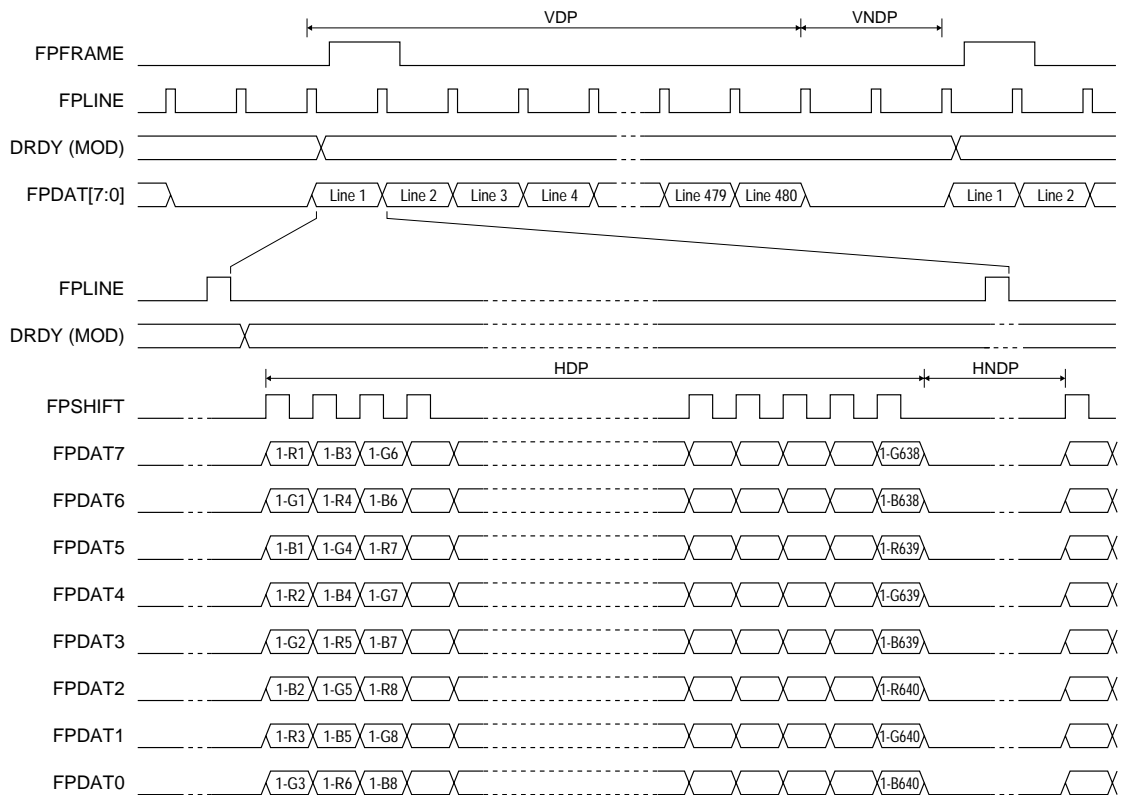 VDP VNDP
FPFRAME
FPLINE
DRDY (MOD)
FPDAT[7:0] Line 1 Line 2 Line 3 Line 4 Line 479 Line 480 Line 1 Line 2
FPLINE
DRDY (MOD)
HDP HNDP
FPSHIFT
FPDAT7 1-R1 1-B3 1-G6 1-G638
FPDAT6 1-G1 1-R4 1-B6 1-B638
FPDAT5 1-B1 1-G4 1-R7 1-R639
FPDAT4 1-R2 1-B4 1-G7 1-G639
FPDAT3 1-G2 1-R5 1-B7 1-B639
FPDAT2 1-B2 1-G5 1-R8 1-R640
FPDAT1 1-R3 1-B5 1-G8 1-G640
FPDAT0 1-G3 1-R6 1-B8 1-B640